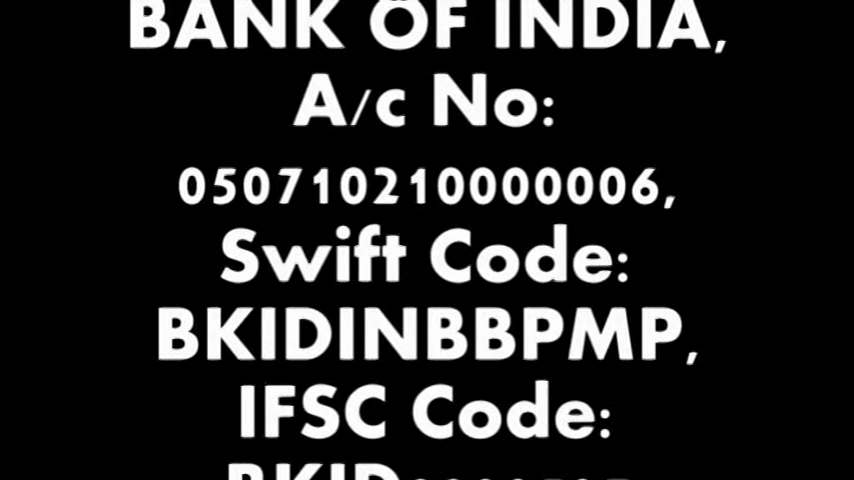 BANK OF INDIA,
A/c No:
050710210000006,
Swift Code:
BKIDINBBPMP,
IFSC Code: